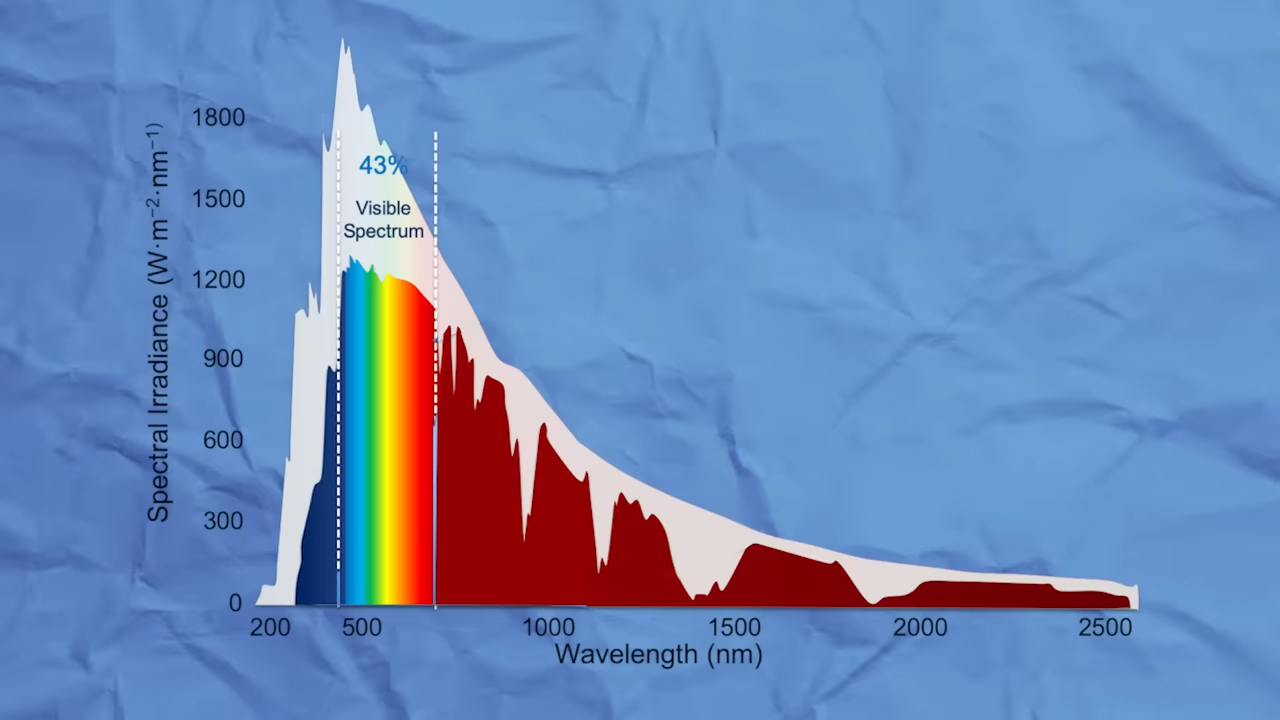 Spectral Irradiance (W·m⁻²·nm⁻¹)
1800
1500
1200
900
600
300
0
43%
Visible
Spectrum
200 500 1000 1500 2000 2500
Wavelength (nm)